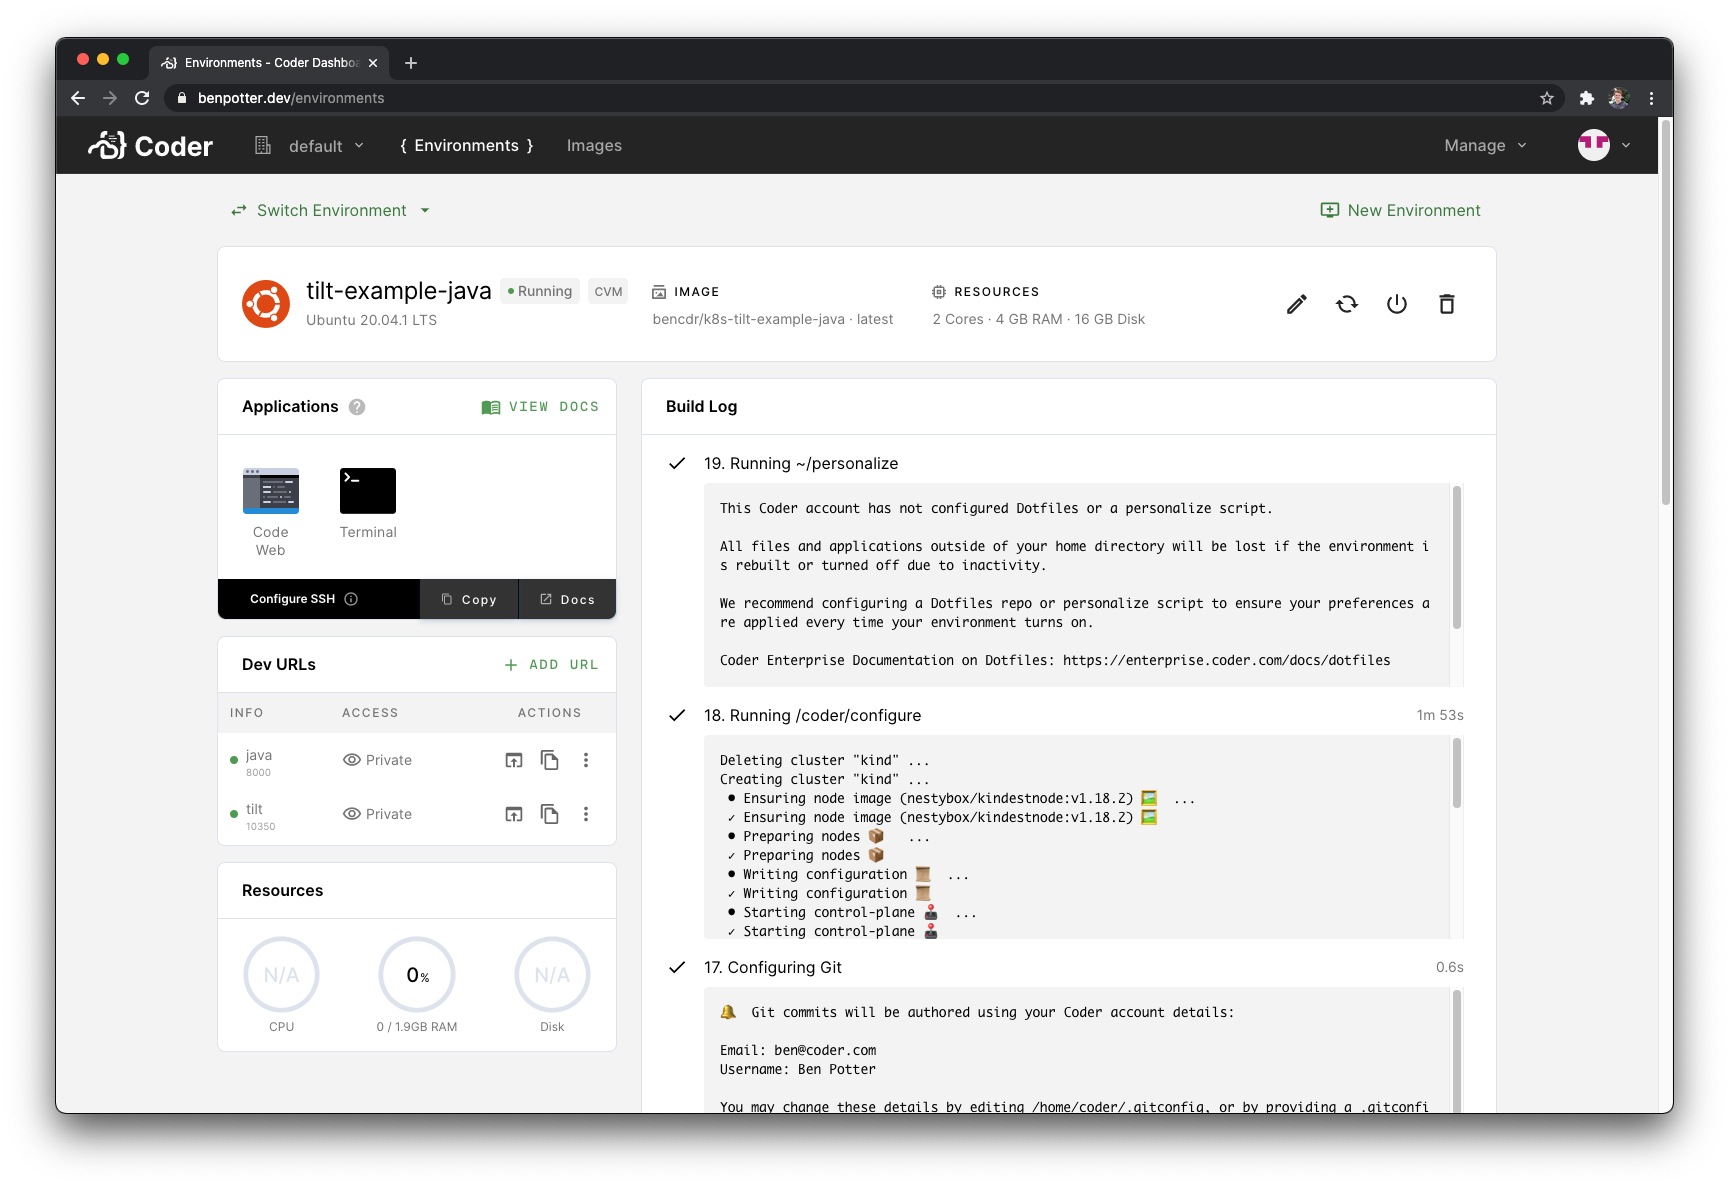 Environments - Coder Dashboa
benpotter.dev/environments
Coder
default
{ Environments }
Images
Manage
Switch Environment
New Environment
tilt-example-java
Running
CVM
Ubuntu 20.04.1 LTS
IMAGE
bencdr/k8s-tilt-example-java · latest
RESOURCES
2 Cores · 4 GB RAM · 16 GB Disk
Applications
VIEW DOCS
Code
Web
Terminal
Configure SSH
Copy
Docs
Dev URLs
+ ADD URL
INFO ACCESS ACTIONS
java
8000
Private
tilt
10350
Private
Resources
N/A
CPU
0%
0 / 1.9GB RAM
N/A
Disk
Build Log
19. Running ~/personalize
This Coder account has not configured Dotfiles or a personalize script.
All files and applications outside of your home directory will be lost if the environment i
s rebuilt or turned off due to inactivity.
We recommend configuring a Dotfiles repo or personalize script to ensure your preferences a
re applied every time your environment turns on.
Coder Enterprise Documentation on Dotfiles: https://enterprise.coder.com/docs/dotfiles
18. Running /coder/configure
1m 53s
Deleting cluster "kind" ...
Creating cluster "kind" ...
• Ensuring node image (nestybox/kindestnode:v1.18.2) 🖼 ...
✓ Ensuring node image (nestybox/kindestnode:v1.18.2) 🖼
• Preparing nodes 📦 ...
✓ Preparing nodes 📦
• Writing configuration 📜 ...
✓ Writing configuration 📜
• Starting control-plane 🕹 ...
✓ Starting control-plane 🕹
17. Configuring Git
0.6s
🔔 Git commits will be authored using your Coder account details:
Email: ben@coder.com
Username: Ben Potter
You may change these details by editing /home/coder/.gitconfig, or by providing a .gitconfi